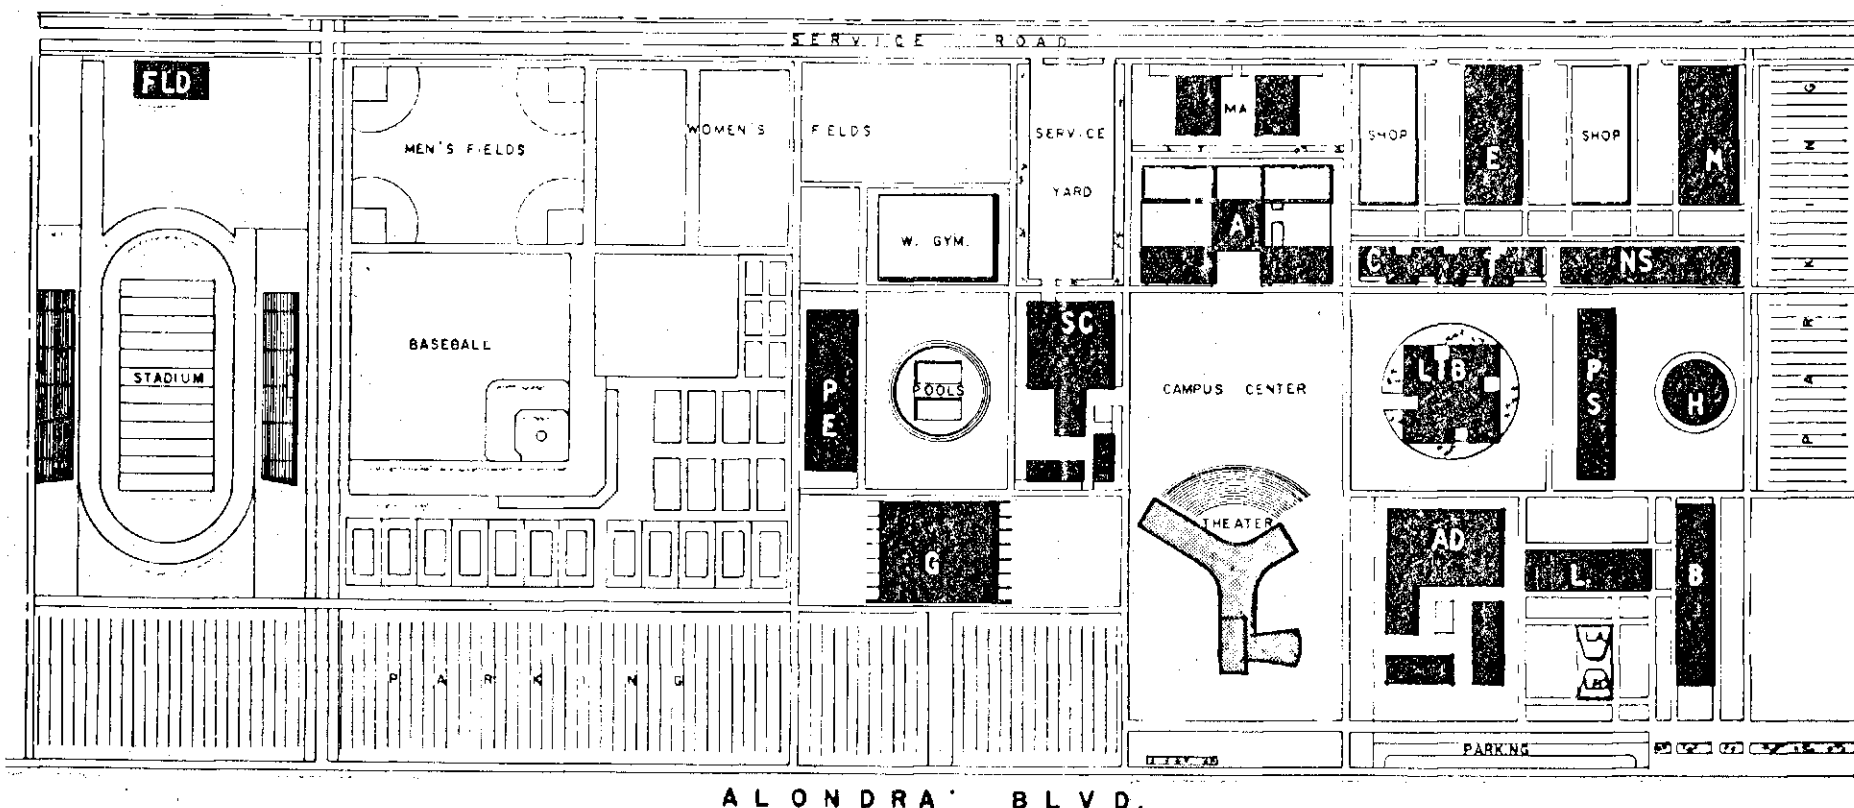 SERVICE ROAD
FLD
MEN'S FIELDS
WOMEN'S FIELDS
SERVICE
YARD
MA
SHOP
E
SHOP
M
W. GYM.
A
C
T
NS
PARKING
STADIUM
BASEBALL
PE
POOLS
SC
CAMPUS CENTER
LIB
PS
H
THEATER
G
AD
L
B
PARKING
PARKING
ALONDRA BLVD.